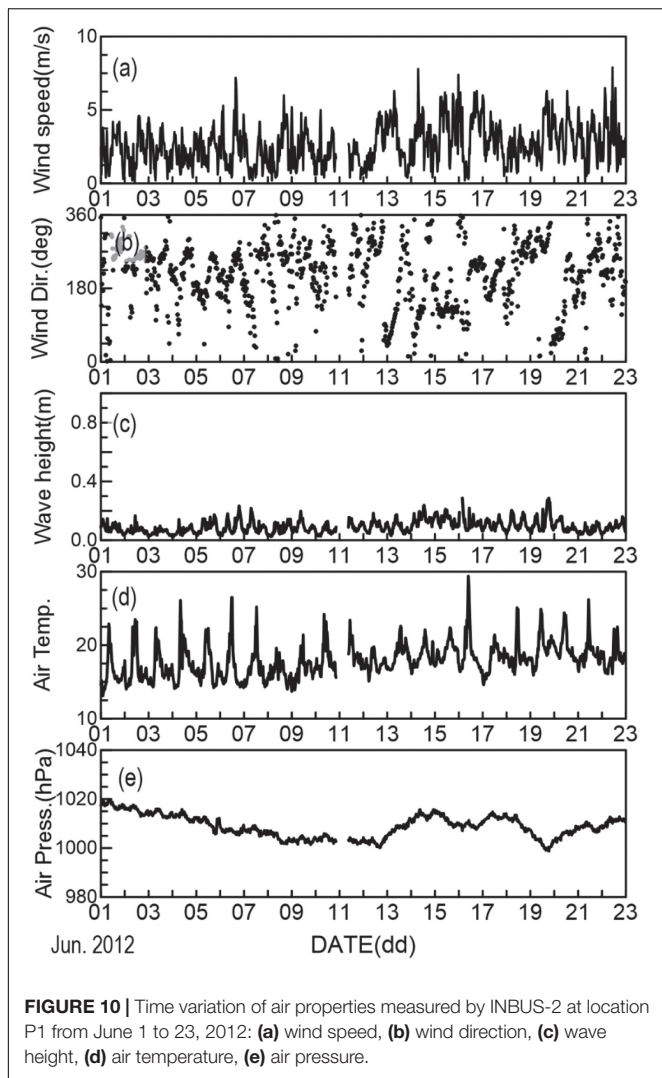 10
5
0
Wind speed(m/s)
(a)
01 03 05 07 09 11 13 15 17 19 21 23
360
180
0
Wind Dir.(deg)
(b)
01 03 05 07 09 11 13 15 17 19 21 23
0.8
0.4
0.0
Wave height(m)
(c)
01 03 05 07 09 11 13 15 17 19 21 23
30
20
10
Air Temp.
(d)
01 03 05 07 09 11 13 15 17 19 21 23
1040
1020
1000
980
Air Press.(hPa)
(e)
01 03 05 07 09 11 13 15 17 19 21 23
Jun. 2012 DATE(dd)
FIGURE 10 | Time variation of air properties measured by INBUS-2 at location
P1 from June 1 to 23, 2012: (a) wind speed, (b) wind direction, (c) wave
height, (d) air temperature, (e) air pressure.